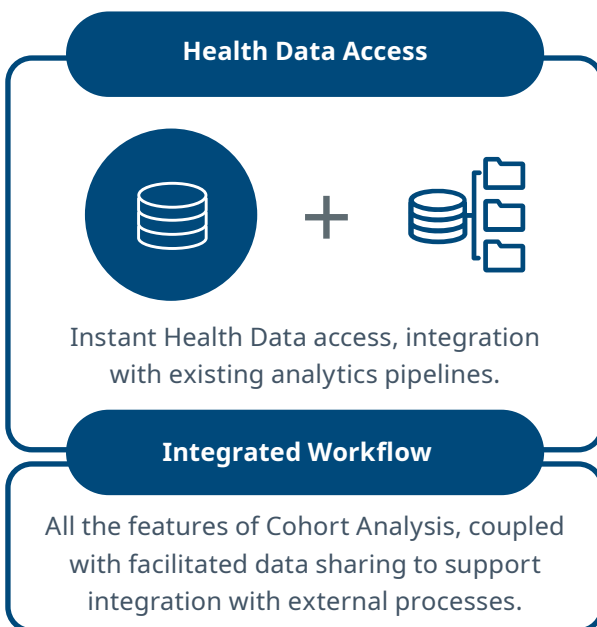 Health Data Access
Instant Health Data access, integration
with existing analytics pipelines.
Integrated Workflow
All the features of Cohort Analysis, coupled
with facilitated data sharing to support
integration with external processes.